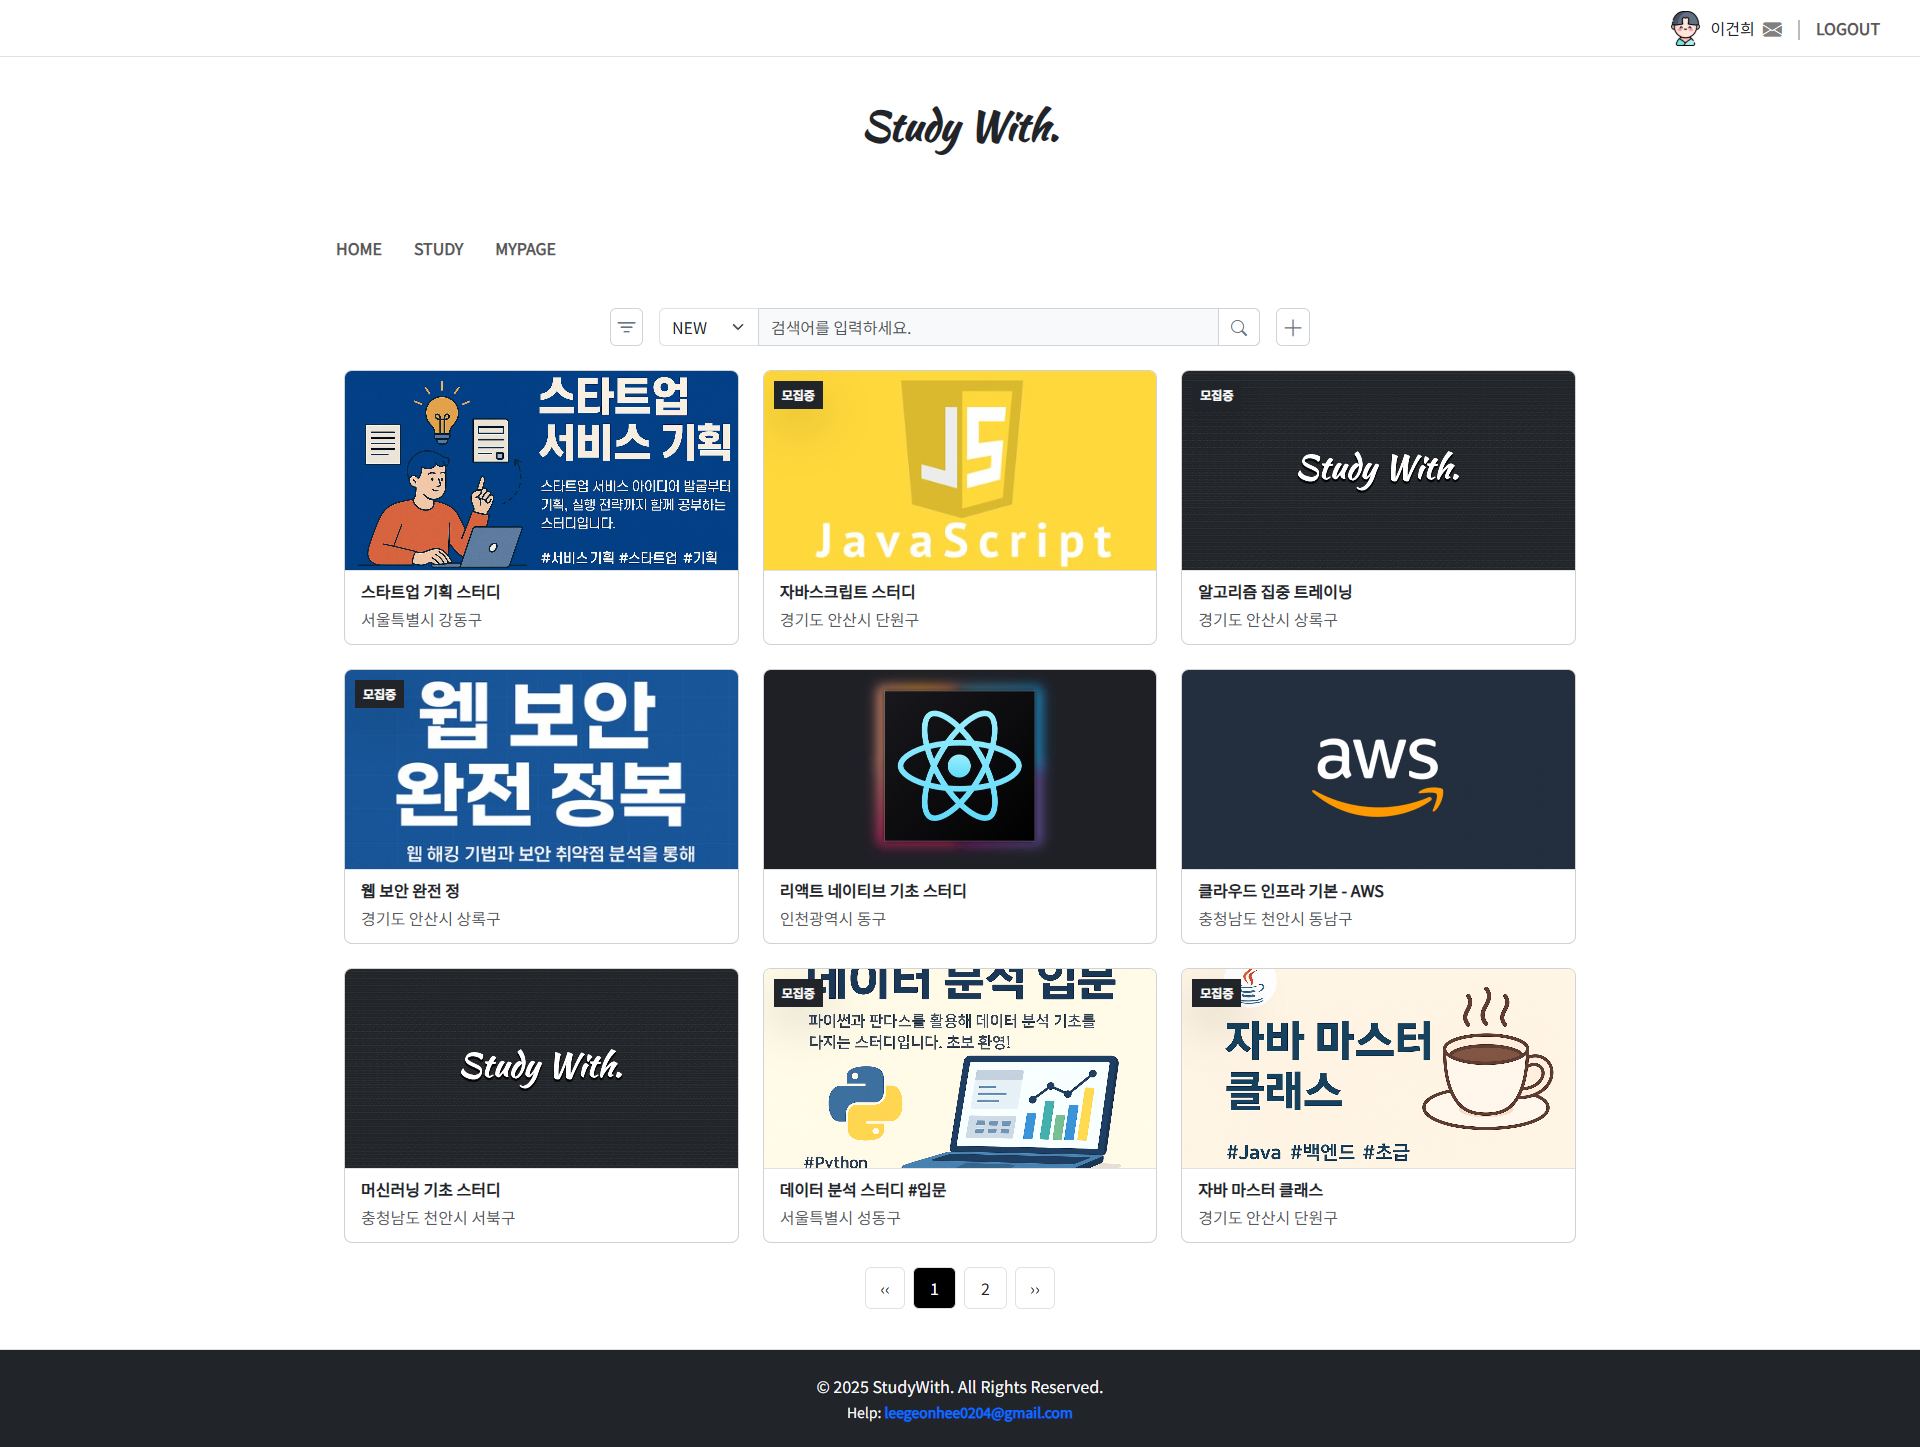 이건희
LOGOUT
Study With.
HOME
STUDY
MYPAGE
NEW
검색어를 입력하세요.
스타트업
서비스 기획
스타트업 서비스 아이디어 발굴부터
기획, 실행 전략까지 함께 공부하는
스터디입니다.
#서비스기획 #스타트업 #기획
스타트업 기획 스터디
서울특별시 강동구
모집중
JS
JavaScript
자바스크립트 스터디
경기도 안산시 단원구
모집중
Study With.
알고리즘 집중 트레이닝
경기도 안산시 상록구
모집중
웹 보안
완전 정복
웹 해킹 기법과 보안 취약점 분석을 통해
웹 보안 완전 정
경기도 안산시 상록구
리액트 네이티브 기초 스터디
인천광역시 동구
aws
클라우드 인프라 기본 - AWS
충청남도 천안시 동남구
Study With.
머신러닝 기초 스터디
충청남도 천안시 서북구
모집중
데이터 분석 입문
파이썬과 판다스를 활용해 데이터 분석 기초를
다지는 스터디입니다. 초보 환영!
#Python
데이터 분석 스터디 #입문
서울특별시 성동구
모집중
자바 마스터
클래스
#Java #백엔드 #초급
자바 마스터 클래스
경기도 안산시 단원구
‹‹
1
2
››
© 2025 StudyWith. All Rights Reserved.
Help: leegeonhee0204@gmail.com